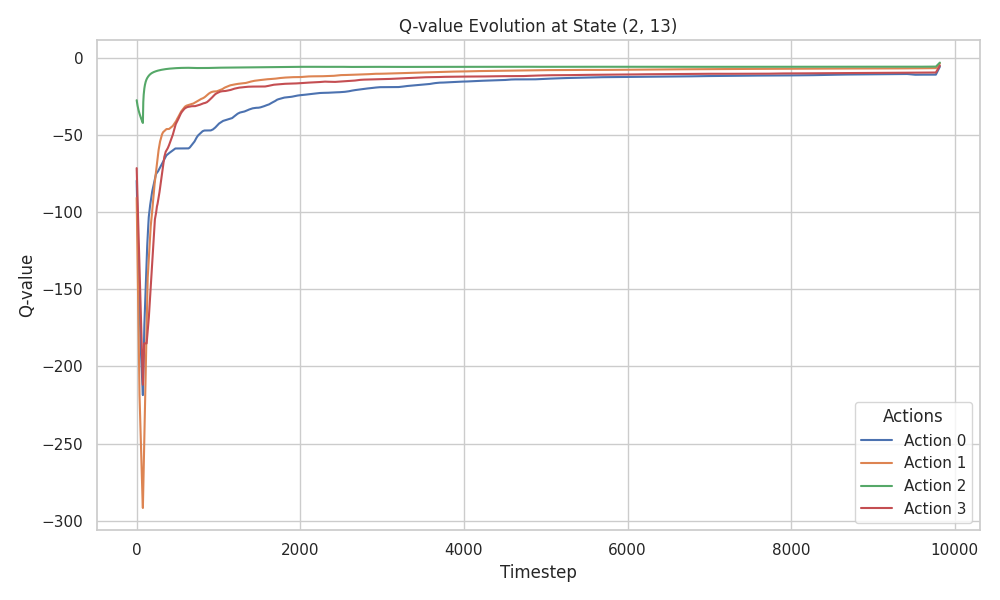 Q-value Evolution at State (2, 13)
0
−50
−100
−150
−200
−250
−300
Q-value
0
2000
4000
6000
8000
10000
Timestep
Actions
Action 0
Action 1
Action 2
Action 3